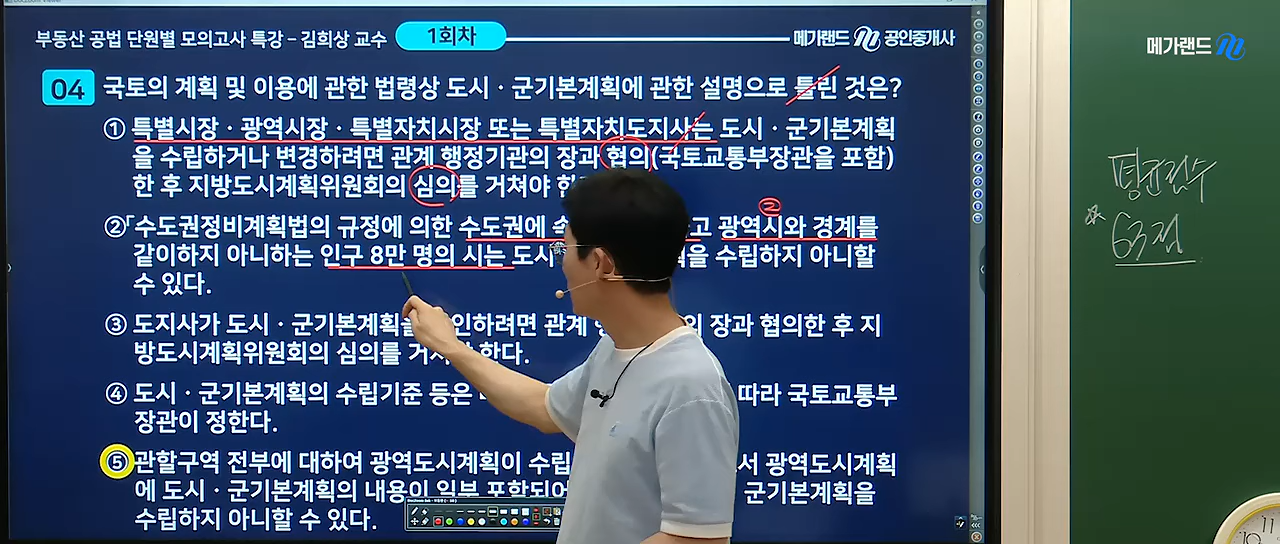 부동산 공법 단원별 모의고사 특강 – 김희상 교수 1회차 메가랜드 공인중개사
메가랜드
04 국토의 계획 및 이용에 관한 법령상 도시 · 군기본계획에 관한 설명으로 틀린 것은?
① 특별시장 · 광역시장 · 특별자치시장 또는 특별자치도지사는 도시 · 군기본계획
을 수립하거나 변경하려면 관계 행정기관의 장과 협의(국토교통부장관을 포함)
한 후 지방도시계획위원회의 심의를 거쳐야
②「수도권정비계획법의 규정에 의한 수도권에 광역시와 경계를
②
같이하지 아니하는 인구 8만 명의 시는 도시 수립하지 아니할
수 있다.
③ 도지사가 도시 · 군기본계획을 관계 장과 협의한 후 지
방도시계획위원회의 심의를 한다.
④ 도시 · 군기본계획의 수립기준 등은 따라 국토교통부
장관이 정한다.
⑤ 관할구역 전부에 대하여 광역도시계획이 광역도시계획
에 도시 · 군기본계획의 내용이 일부 군기본계획을
수립하지 아니할 수 있다.
평균점수
63점
11
10